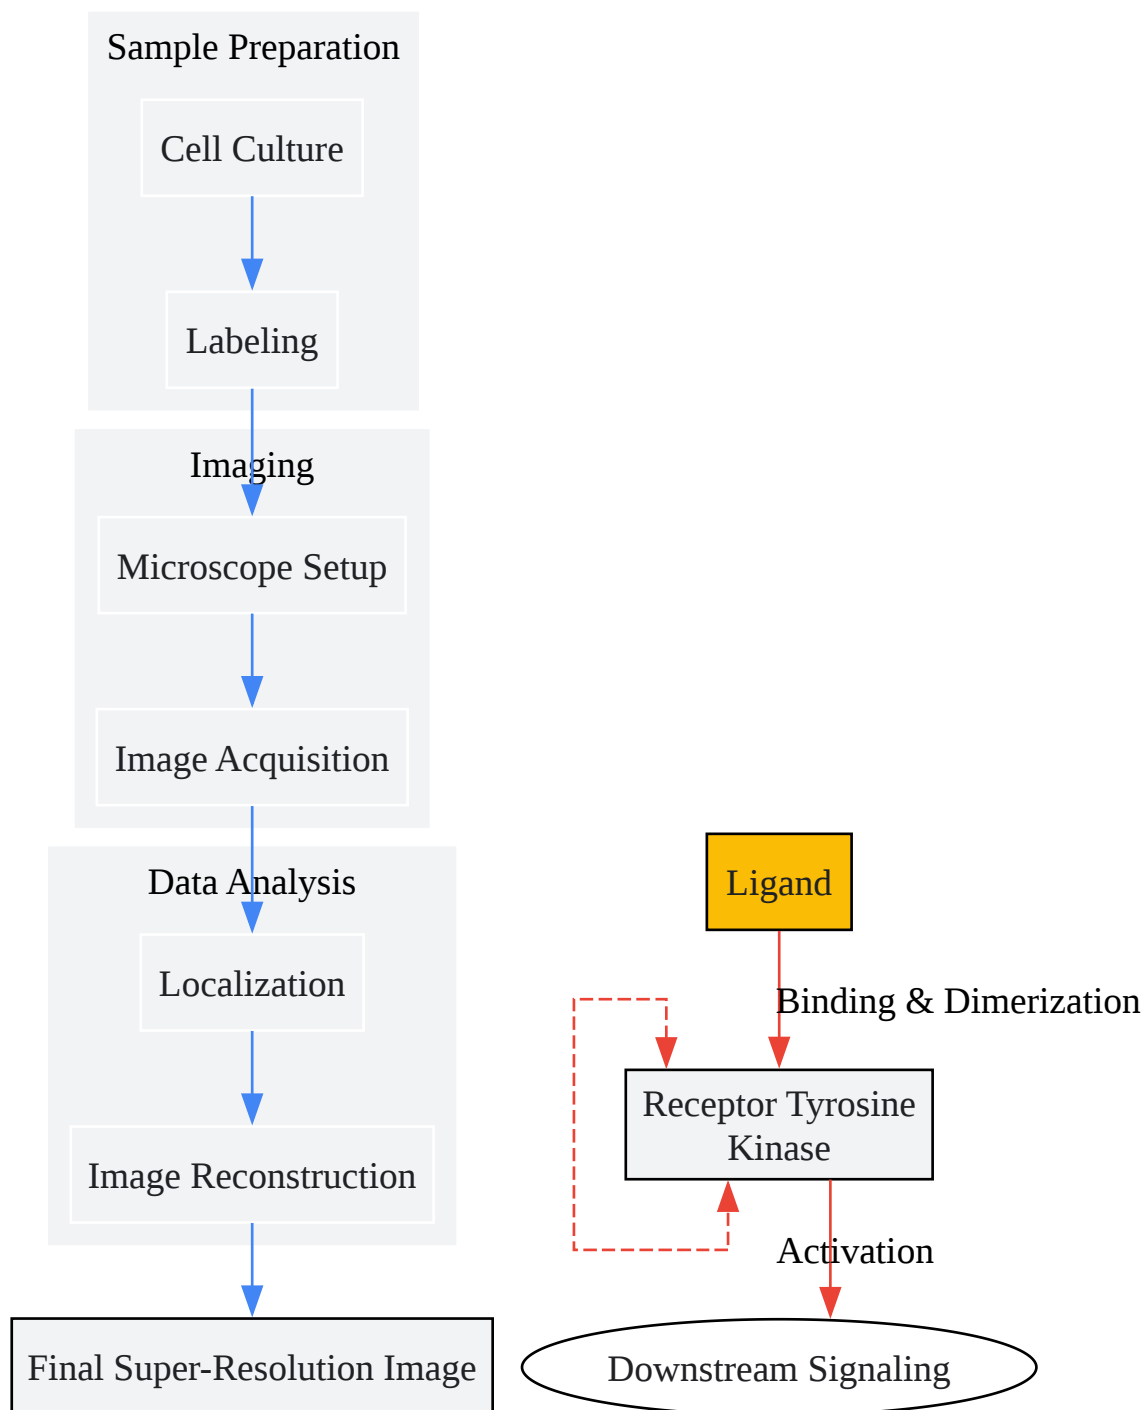 Sample Preparation
Cell Culture
Labeling
Imaging
Microscope Setup
Image Acquisition
Data Analysis
Localization
Image Reconstruction
Final Super-Resolution Image
Ligand
Binding & Dimerization
Receptor Tyrosine
Kinase
Activation
Downstream Signaling